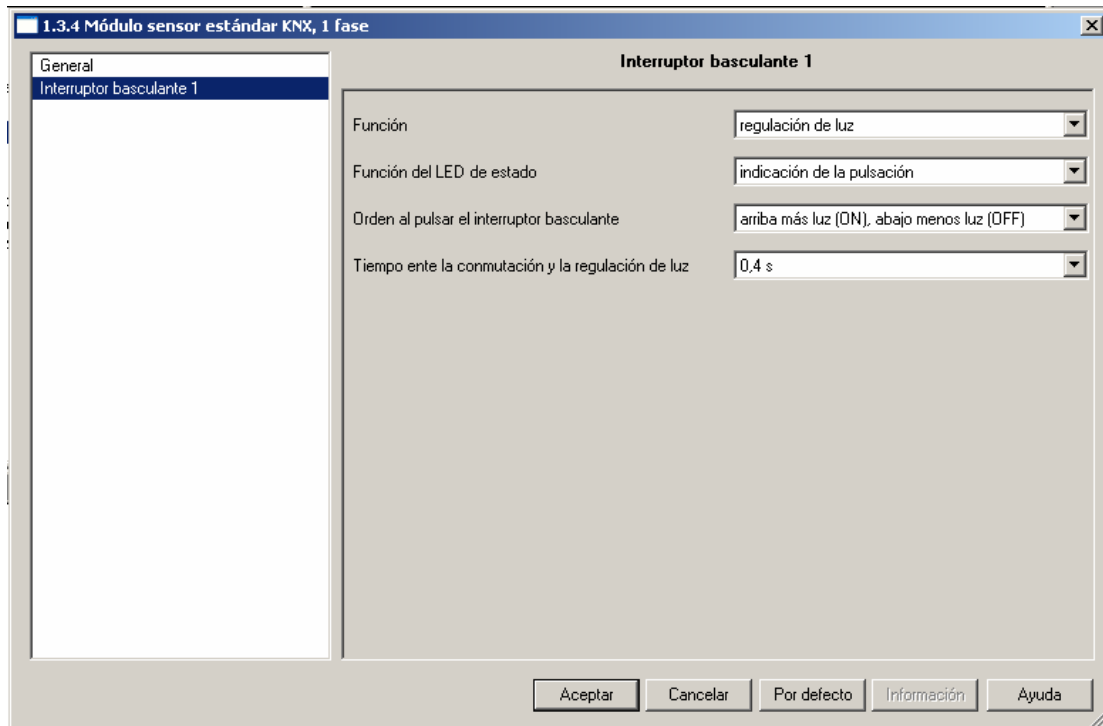 1.3.4 Módulo sensor estándar KNX, 1 fase
General
Interruptor basculante 1
Interruptor basculante 1
Función
regulación de luz
Función del LED de estado
indicación de la pulsación
Orden al pulsar el interruptor basculante
arriba más luz (ON), abajo menos luz (OFF)
Tiempo ente la conmutación y la regulación de luz
0,4 s
Aceptar
Cancelar
Por defecto
Información
Ayuda